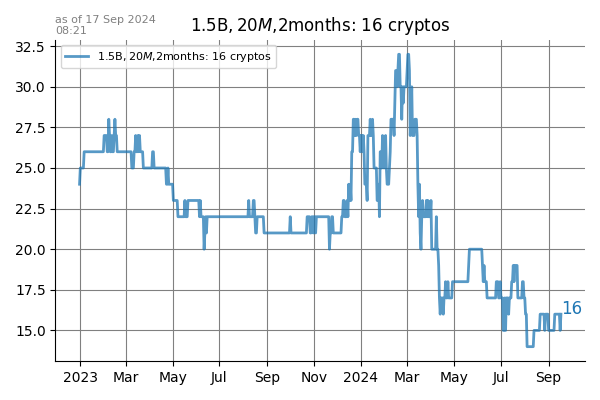 as of 17 Sep 2024
08:21
1.5B, 20M,2months: 16 cryptos
1.5B, 20M,2months: 16 cryptos
32.5
30.0
27.5
25.0
22.5
20.0
17.5
15.0
16
2023 Mar May Jul Sep Nov 2024 Mar May Jul Sep